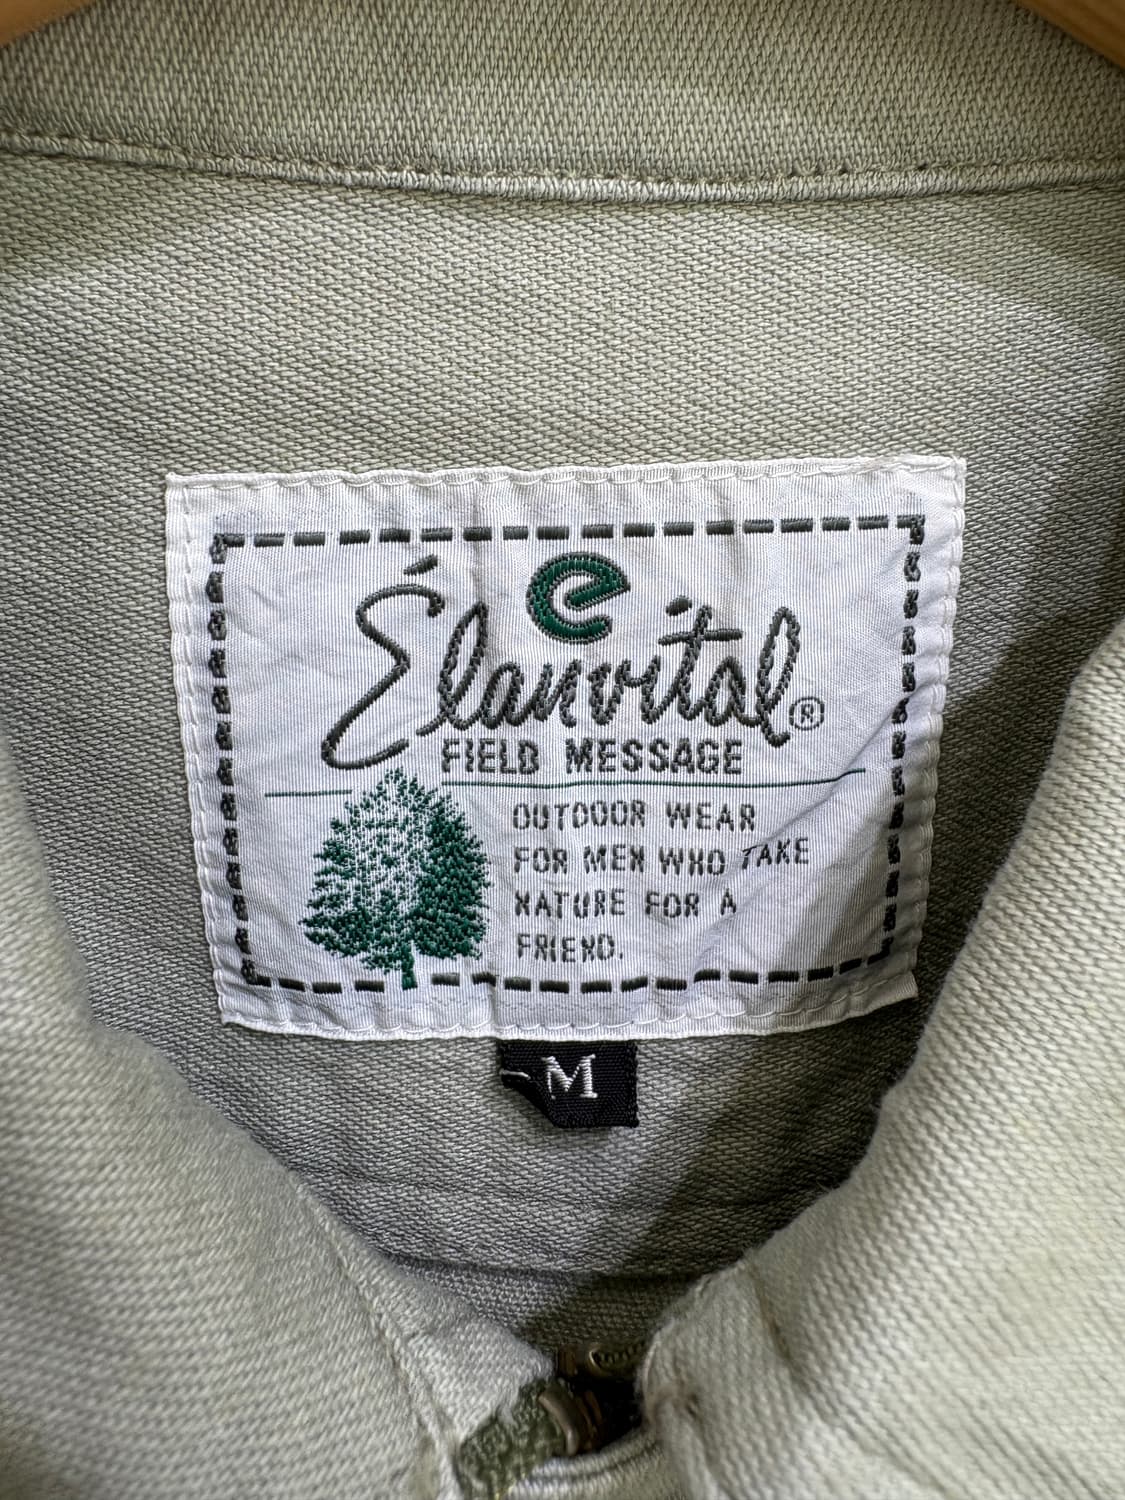 e
Élanvital®
FIELD MESSAGE
OUTDOOR WEAR
FOR MEN WHO TAKE
NATURE FOR A
FRIEND.
M